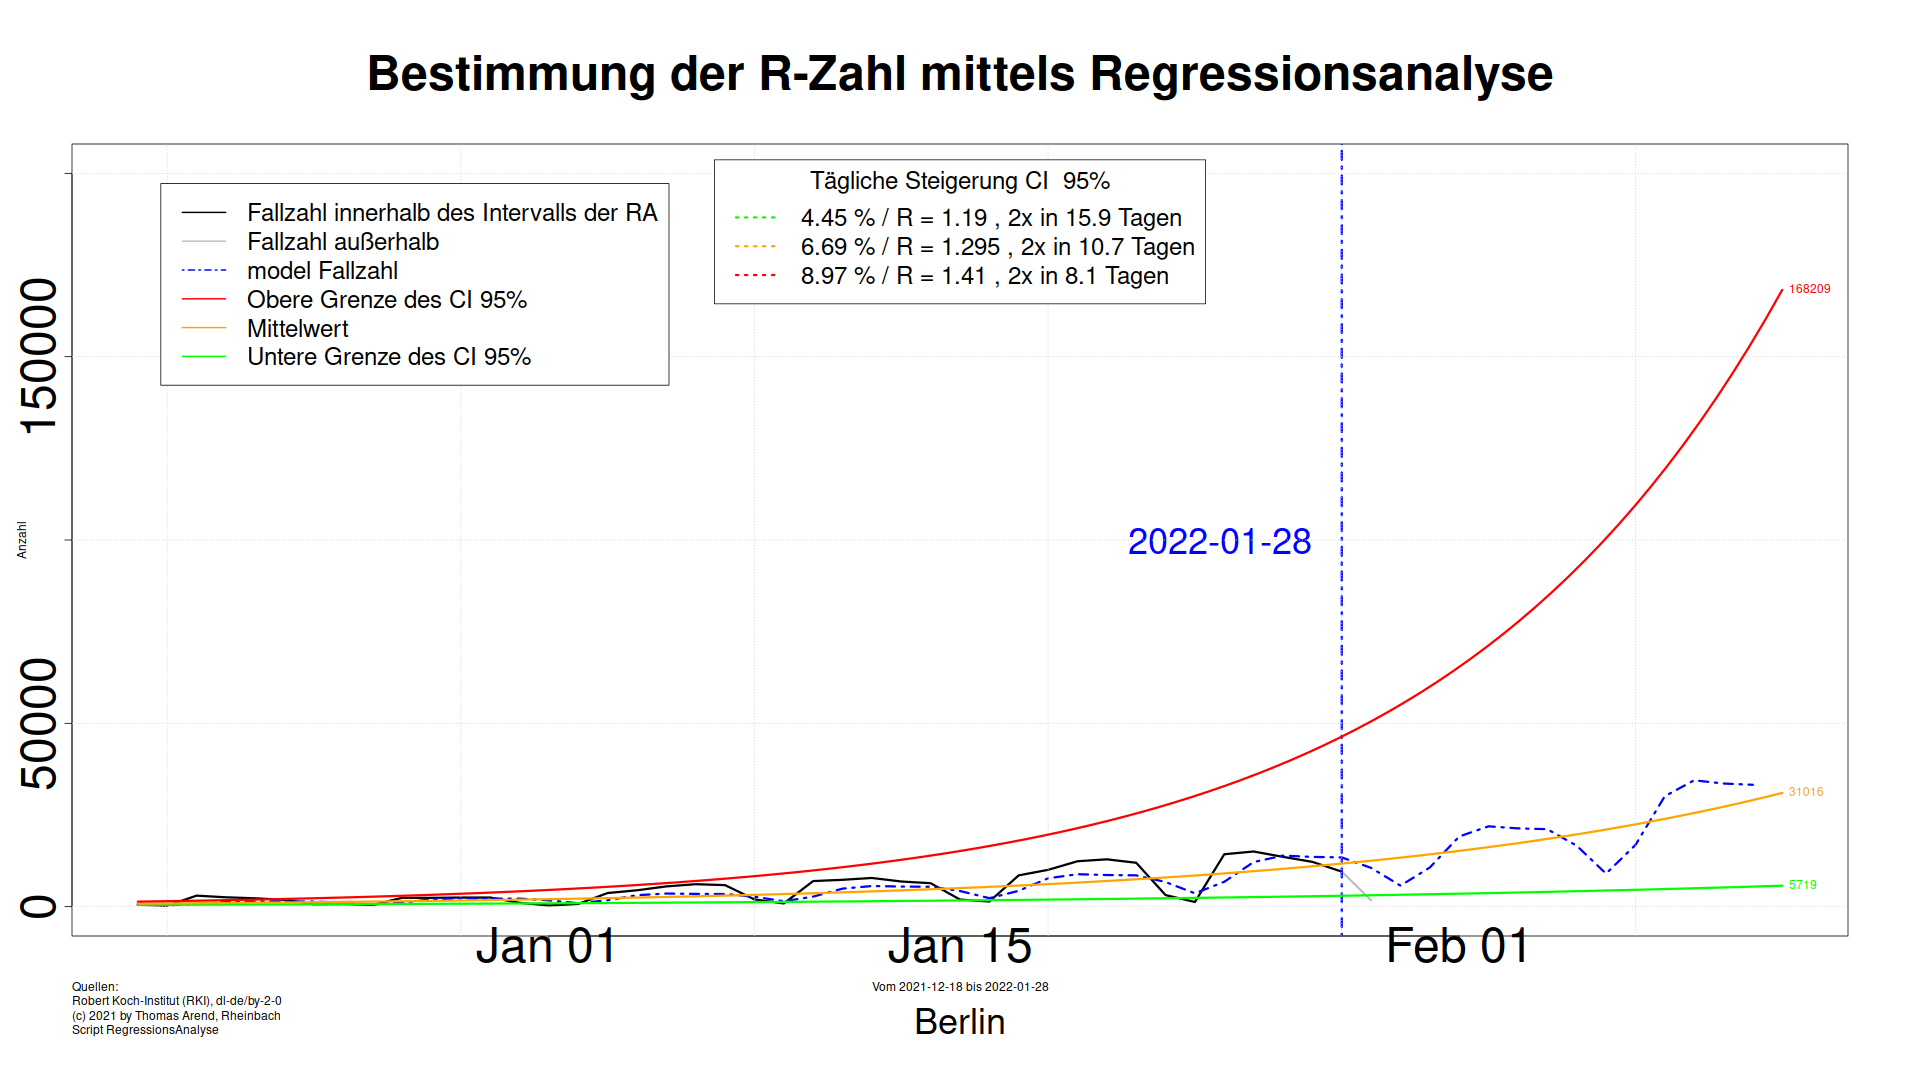 Bestimmung der R-Zahl mittels Regressionsanalyse
Fallzahl innerhalb des Intervalls der RA
Fallzahl außerhalb
model Fallzahl
Obere Grenze des CI 95%
Mittelwert
Untere Grenze des CI 95%
Tägliche Steigerung CI  95%
4.45 % / R = 1.19 , 2x in 15.9 Tagen
6.69 % / R = 1.295 , 2x in 10.7 Tagen
8.97 % / R = 1.41 , 2x in 8.1 Tagen
150000
50000
0
Anzahl
168209
2022-01-28
31016
5719
Jan 01
Jan 15
Feb 01
Quellen:
Robert Koch-Institut (RKI), dl-de/by-2-0
(c) 2021 by Thomas Arend, Rheinbach
Script RegressionsAnalyse
Vom 2021-12-18 bis 2022-01-28
Berlin